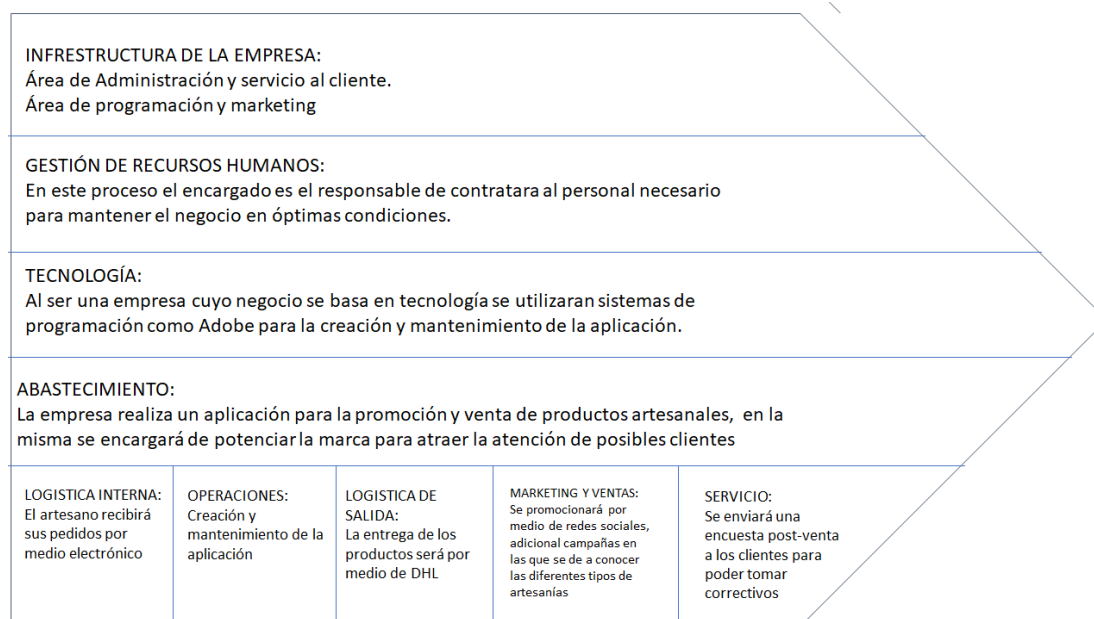 INFRESTRUCTURA DE LA EMPRESA:
Área de Administración y servicio al cliente.
Área de programación y marketing
GESTIÓN DE RECURSOS HUMANOS:
En este proceso el encargado es el responsable de contratara al personal necesario
para mantener el negocio en óptimas condiciones.
TECNOLOGÍA:
Al ser una empresa cuyo negocio se basa en tecnología se utilizaran sistemas de
programación como Adobe para la creación y mantenimiento de la aplicación.
ABASTECIMIENTO:
La empresa realiza un aplicación para la promoción y venta de productos artesanales, en la
misma se encargará de potenciar la marca para atraer la atención de posibles clientes
LOGISTICA INTERNA:
El artesano recibirá
sus pedidos por
medio electrónico
OPERACIONES:
Creación y
mantenimiento de la
aplicación
LOGISTICA DE
SALIDA:
La entrega de los
productos será por
medio de DHL
MARKETING Y VENTAS:
Se promocionará por
medio de redes sociales,
adicional campañas en
las que se de a conocer
las diferentes tipos de
artesanías
SERVICIO:
Se enviará una
encuesta post-venta
a los clientes para
poder tomar
correctivos